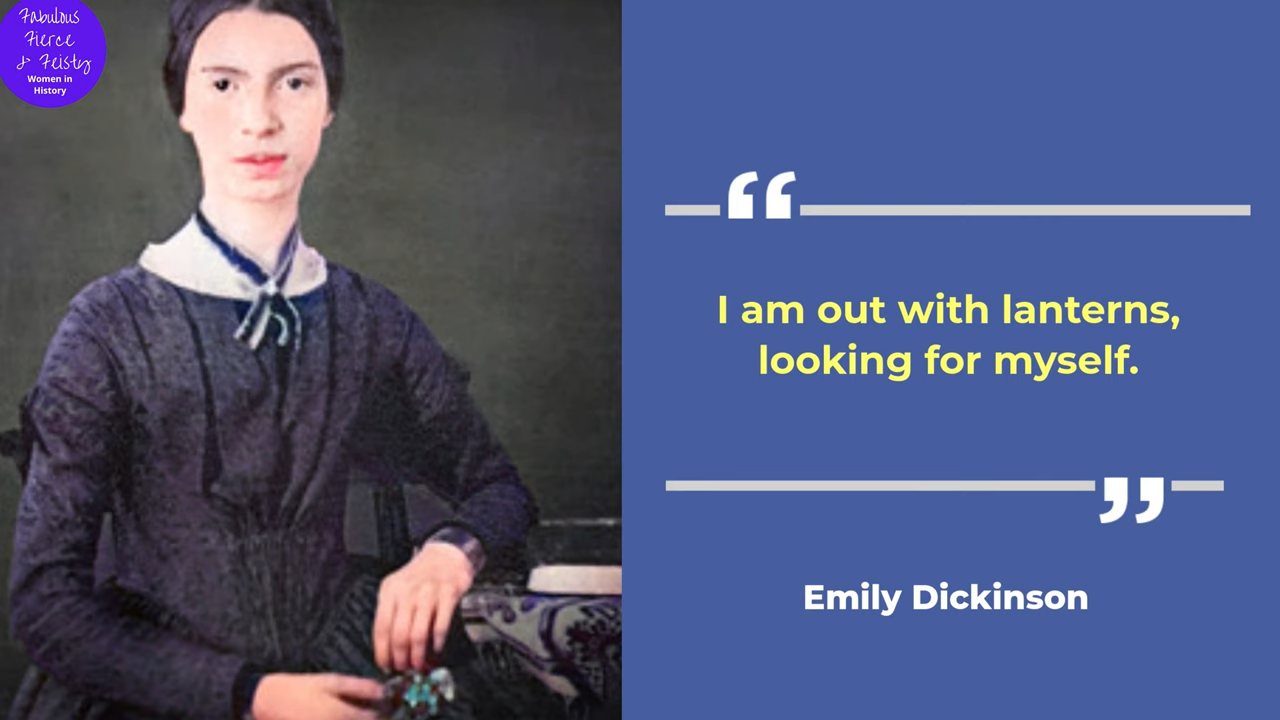 Fabulous
Fierce
& Feisty
Women in
History
“
I am out with lanterns,
looking for myself.
”
Emily Dickinson